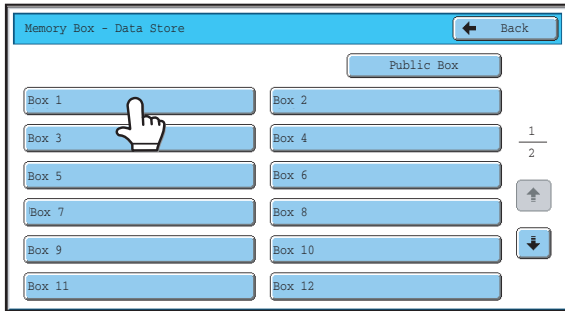 Memory Box - Data Store Back
Public Box
Box 1 Box 2
Box 3 Box 4
1
2
Box 5 Box 6
Box 7 Box 8
Box 9 Box 10
Box 11 Box 12